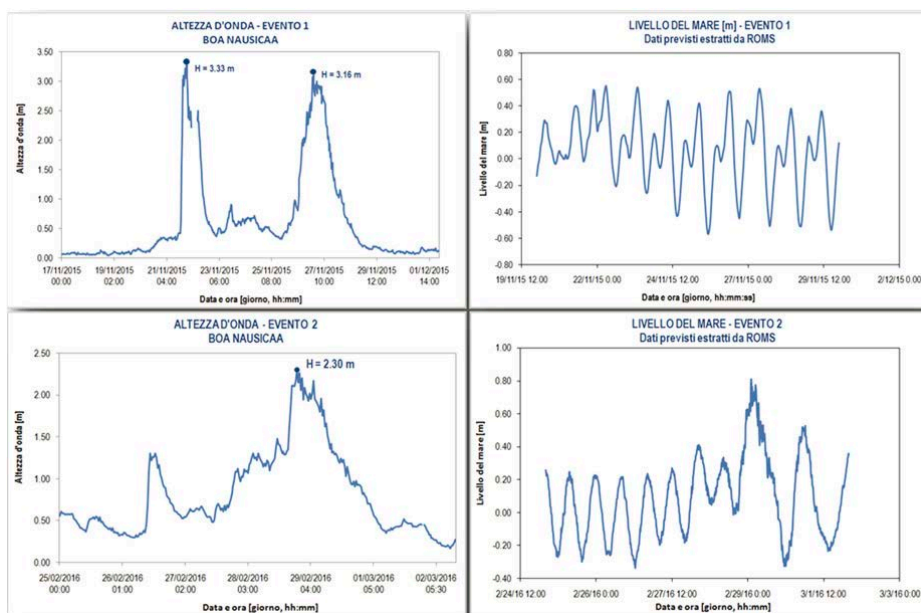 ALTEZZA D'ONDA - EVENTO 1
BOA NAUSICAA
Altezza d'onda [m]
3.50
3.00
2.50
2.00
1.50
1.00
0.50
0.00
H = 3.33 m
H = 3.16 m
17/11/2015 19/11/2015 21/11/2015 23/11/2015 25/11/2015 27/11/2015 29/11/2015 01/12/2015
00:00 02:00 04:00 06:00 08:00 10:00 12:00 14:00
Data e ora [giorno, hh:mm]
LIVELLO DEL MARE [m] - EVENTO 1
Dati previsti estratti da ROMS
Livello del mare [m]
0.80
0.60
0.40
0.20
0.00
-0.20
-0.40
-0.60
-0.80
19/11/15 12.00 22/11/15 0.00 24/11/15 12.00 27/11/15 0.00 29/11/15 12.00 2/12/15 0.00
Data e ora [giorno, hh:mm:ss]
ALTEZZA D'ONDA - EVENTO 2
BOA NAUSICAA
Altezza d'onda [m]
2.50
2.00
1.50
1.00
0.50
0.00
H = 2.30 m
25/02/2016 26/02/2016 27/02/2016 28/02/2016 29/02/2016 01/03/2016 02/03/2016
00:00 01:00 02:00 03:00 04:00 05:00 05:30
Data e ora [giorno, hh:mm]
LIVELLO DEL MARE - EVENTO 2
Dati previsti estratti da ROMS
Livello del mare [m]
1.00
0.80
0.60
0.40
0.20
0.00
-0.20
-0.40
2/24/16 12:00 2/26/16 0:00 2/27/16 12:00 2/29/16 0:00 3/1/16 12:00 3/3/16 0:00
Data e ora [giorno, hh:mm]